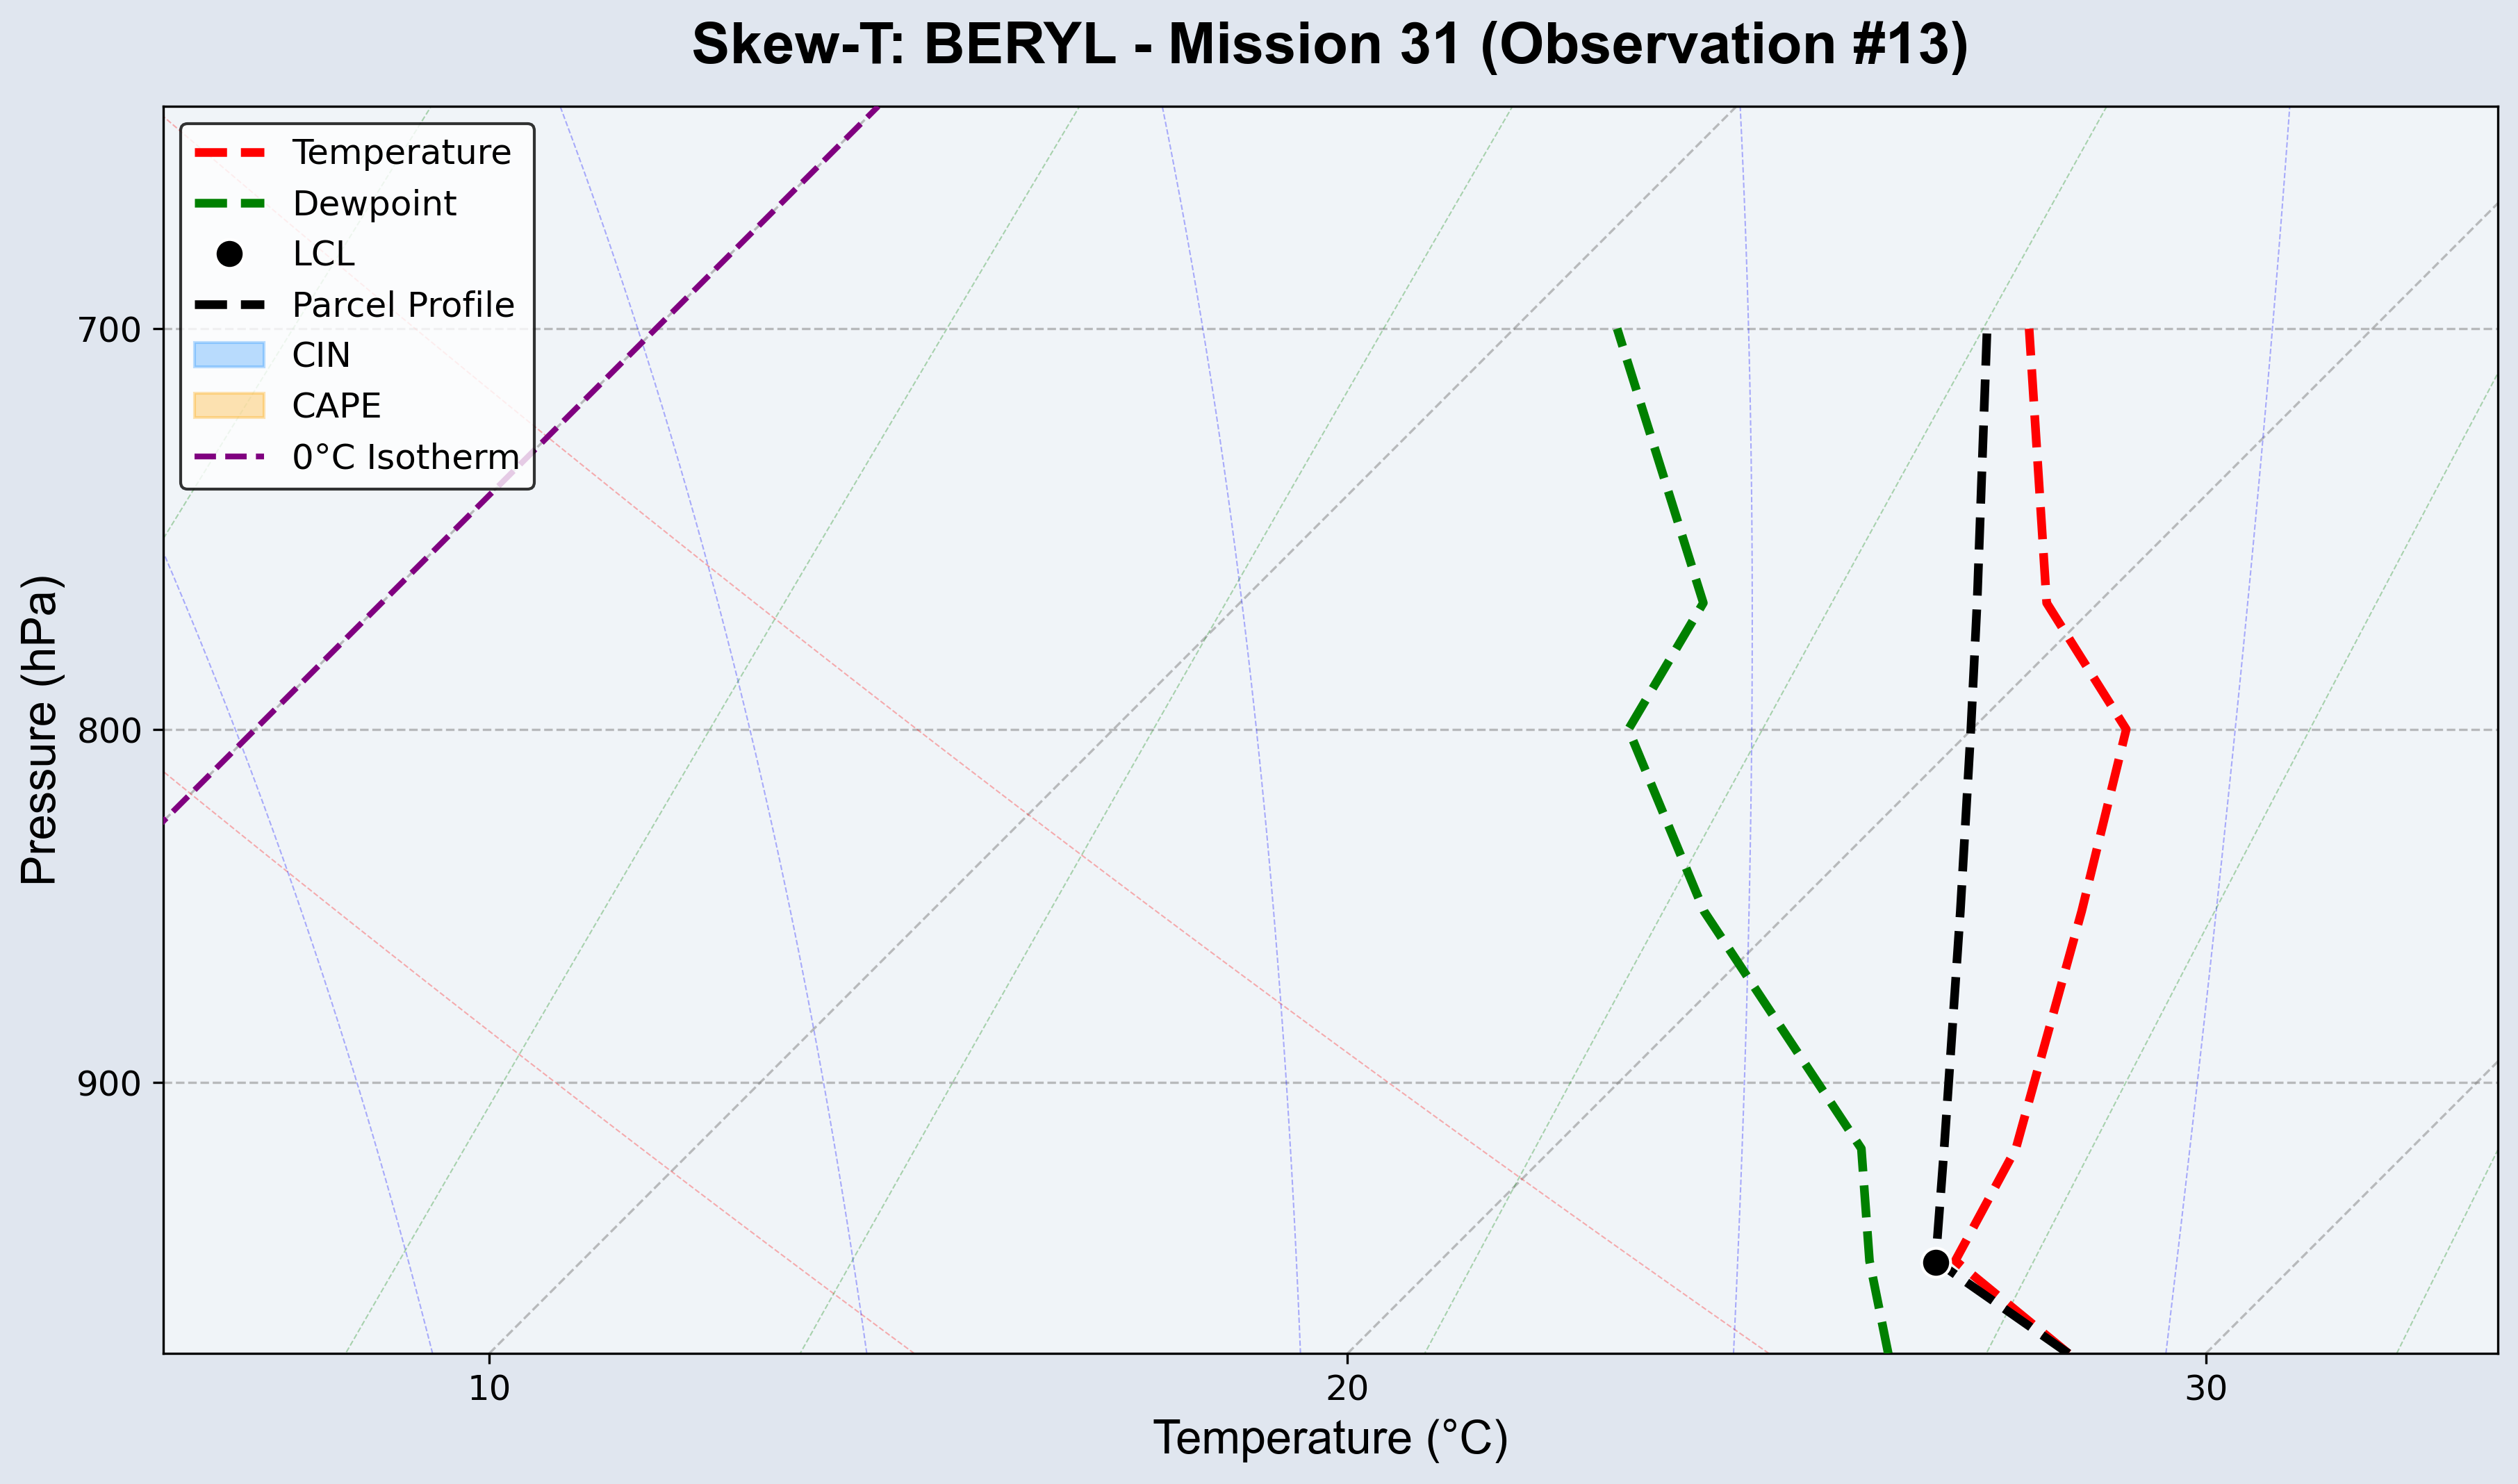 Skew-T: BERYL - Mission 31 (Observation #13)
Temperature
Dewpoint
LCL
Parcel Profile
CIN
CAPE
0°C Isotherm
700
800
900
Pressure (hPa)
10
20
30
Temperature (°C)